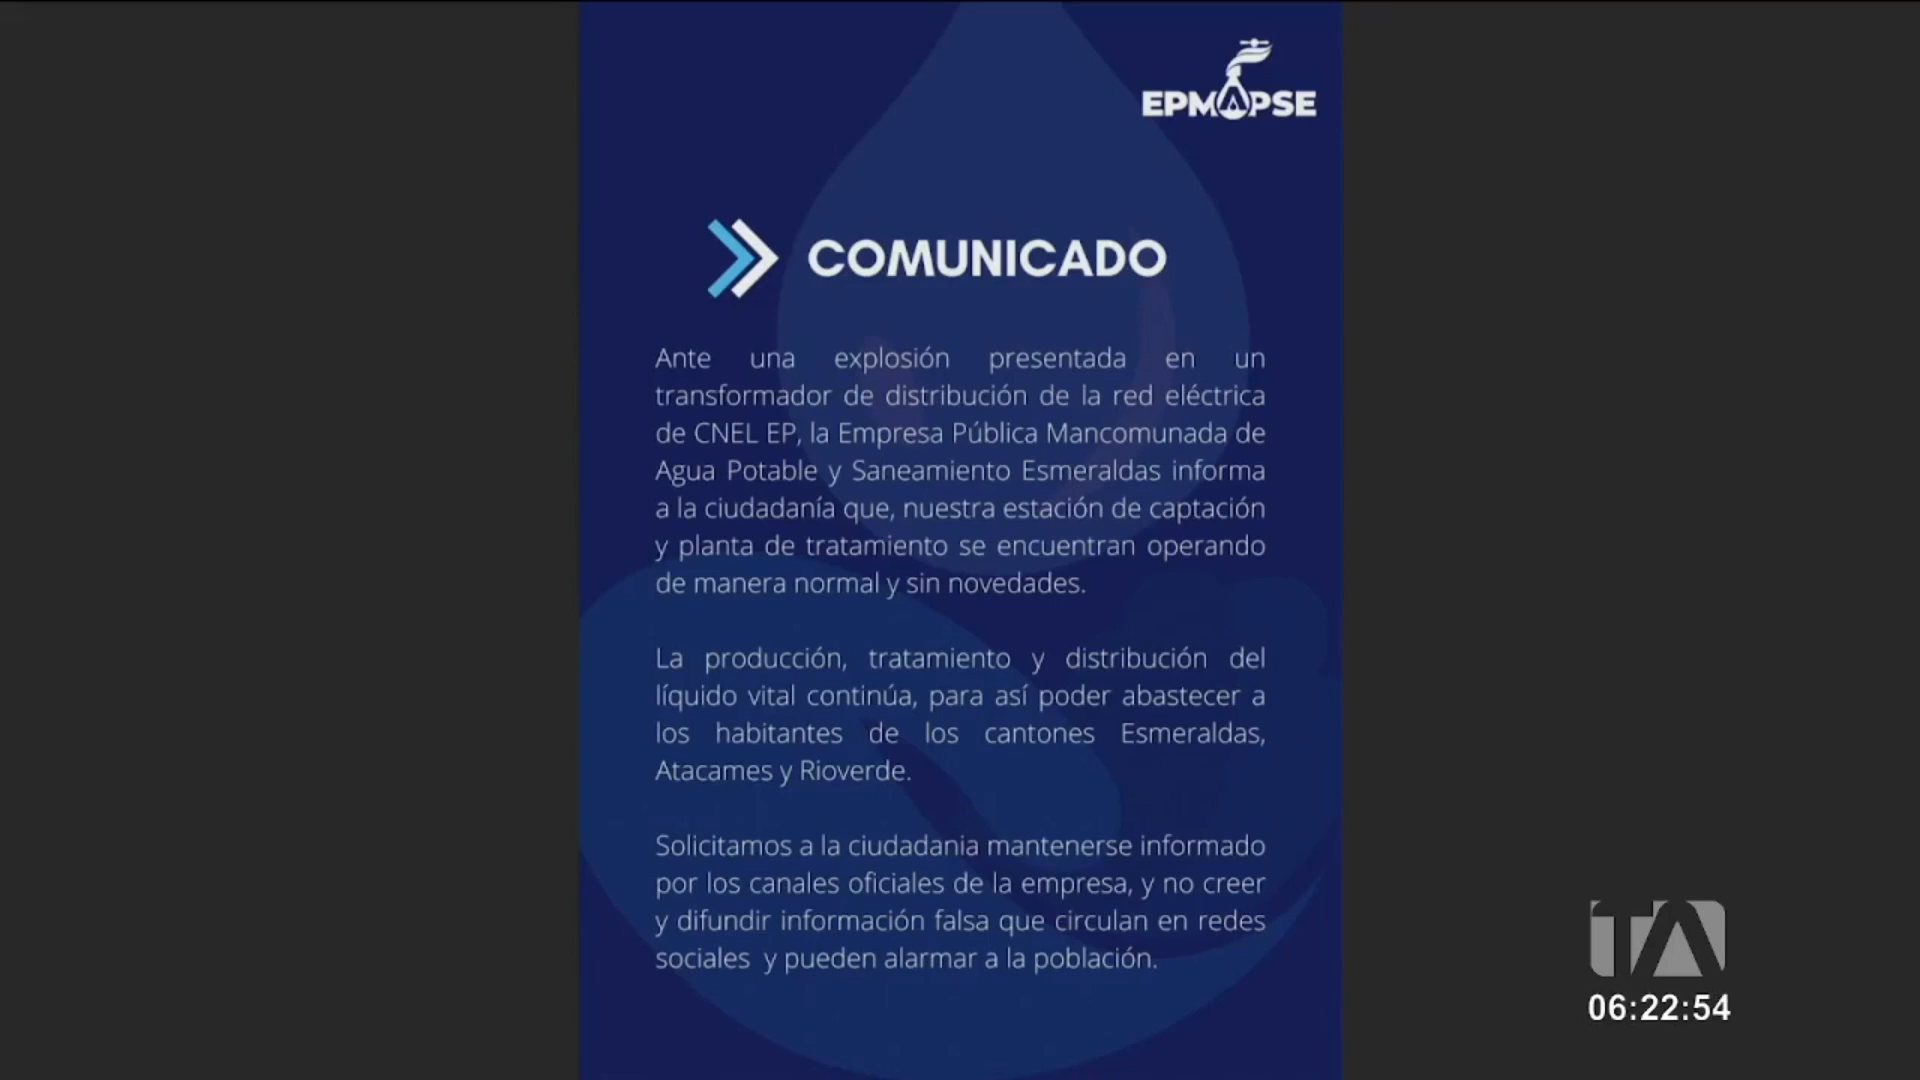 EPMAPSE
COMUNICADO
Ante una explosión presentada en un
transformador de distribución de la red eléctrica
de CNEL EP, la Empresa Pública Mancomunada de
Agua Potable y Saneamiento Esmeraldas informa
a la ciudadanía que, nuestra estación de captación
y planta de tratamiento se encuentran operando
de manera normal y sin novedades.
La producción, tratamiento y distribución del
líquido vital continúa, para así poder abastecer a
los habitantes de los cantones Esmeraldas,
Atacames y Rioverde.
Solicitamos a la ciudadania mantenerse informado
por los canales oficiales de la empresa, y no creer
y difundir información falsa que circulan en redes
sociales y pueden alarmar a la población.
TA
06:22:54